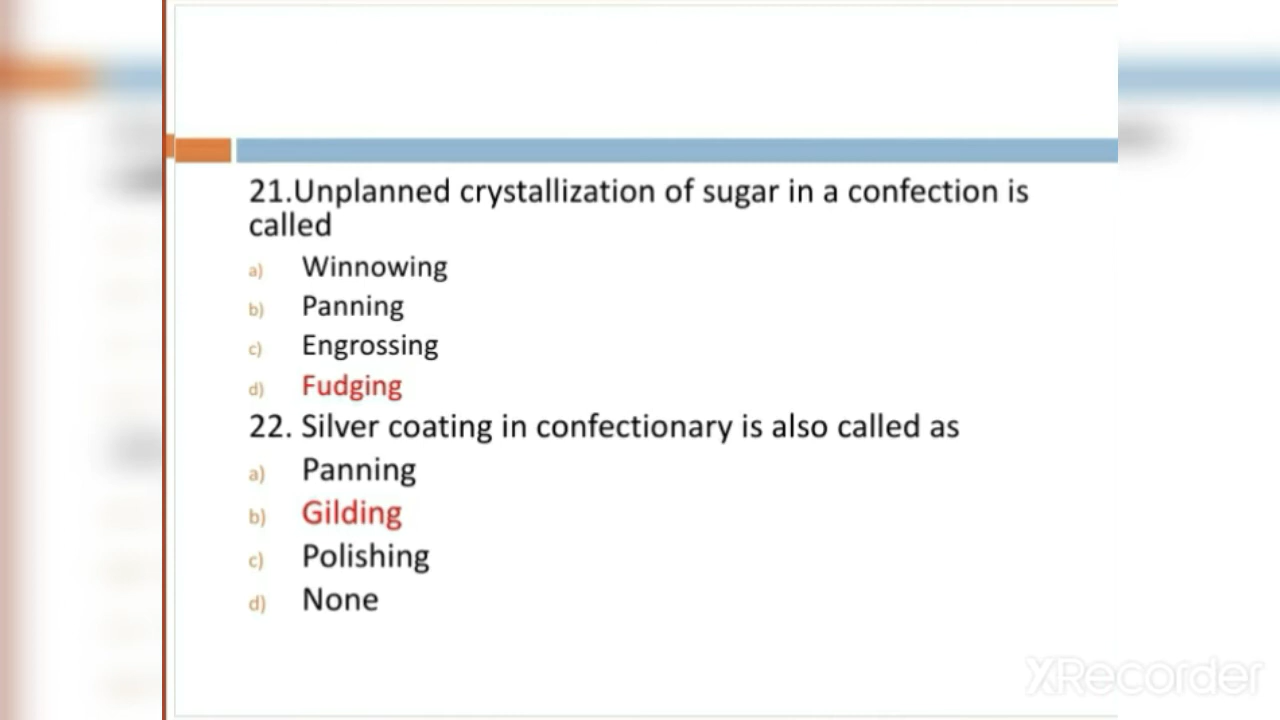 21.Unplanned crystallization of sugar in a confection is
called
a) Winnowing
b) Panning
c) Engrossing
d) Fudging
22. Silver coating in confectionary is also called as
a) Panning
b) Gilding
c) Polishing
d) None
XRecorder